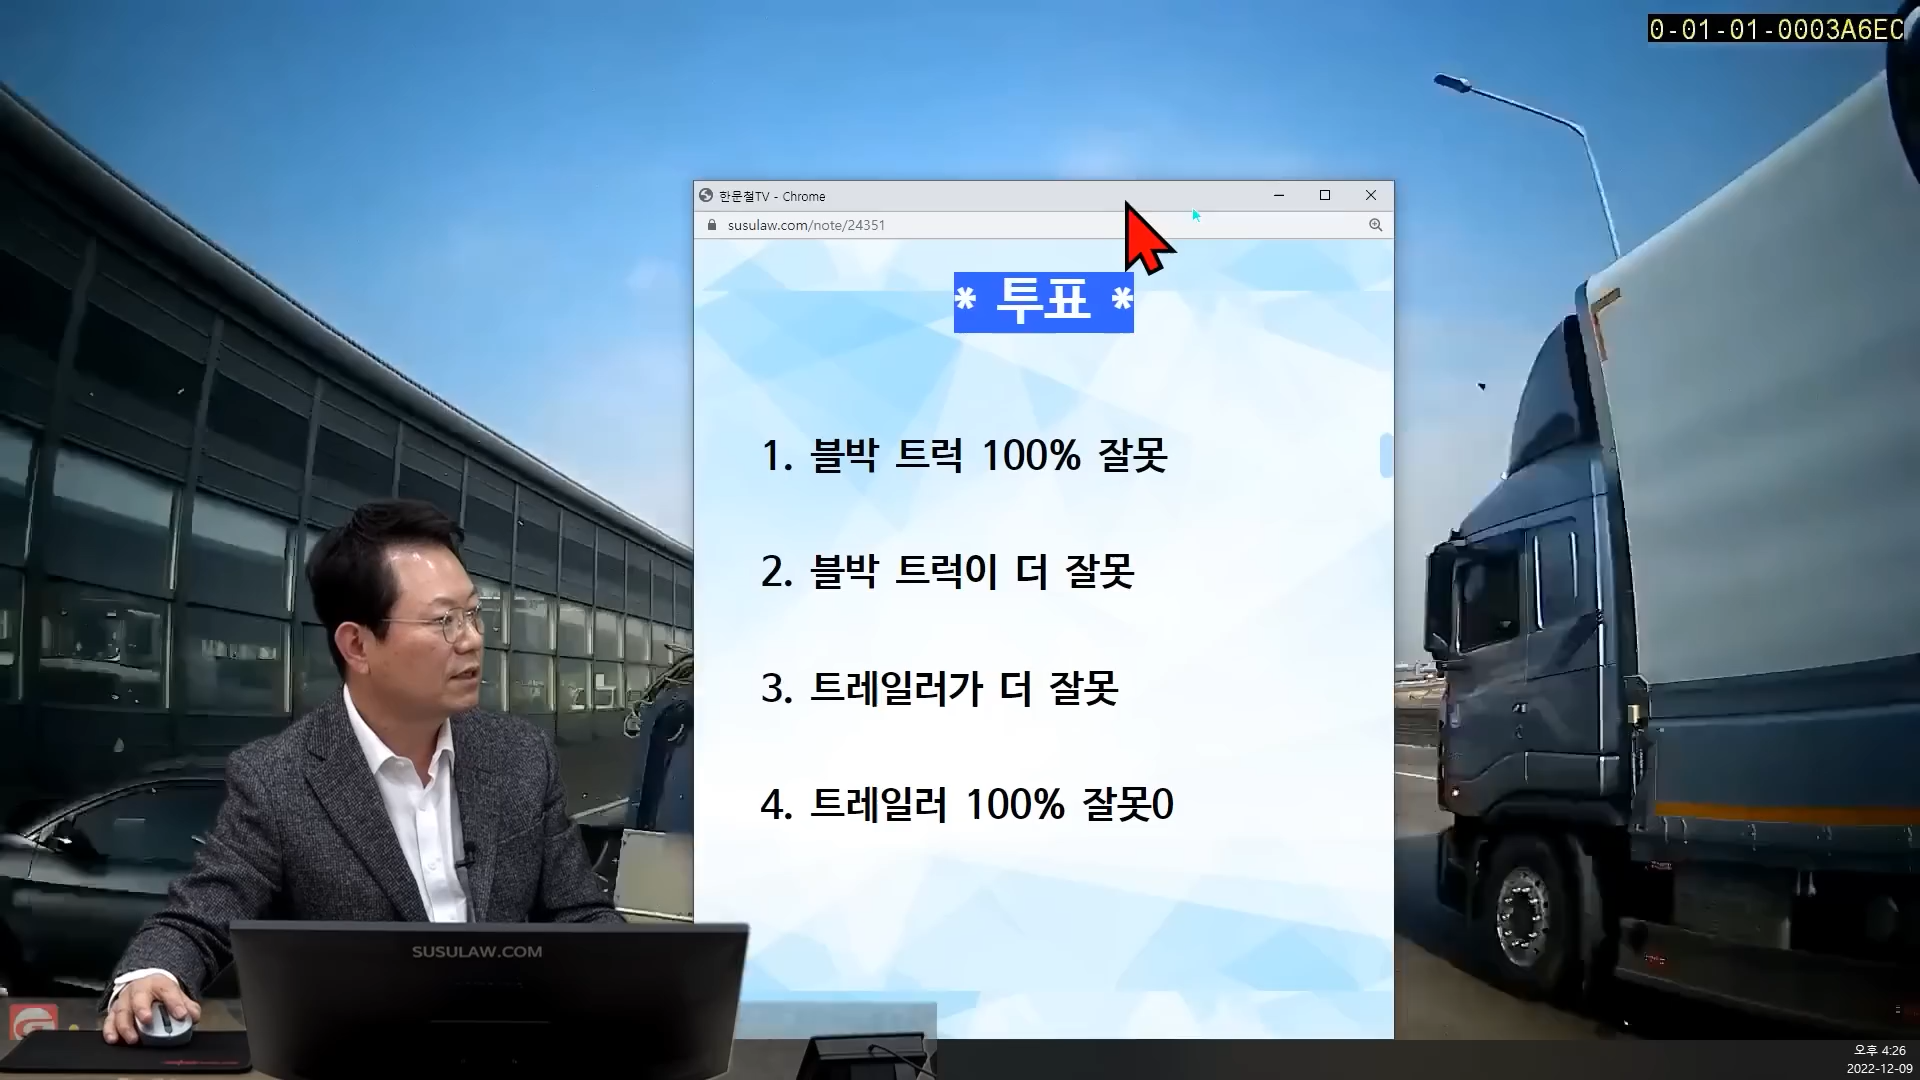 0-01-01-0003A6EC
한문철TV - Chrome
susulaw.com/note/24351
* 투표 *
1. 블박 트럭 100% 잘못
2. 블박 트럭이 더 잘못
3. 트레일러가 더 잘못
4. 트레일러 100% 잘못0
SUSULAW.COM
오후 4:26
2022-12-09